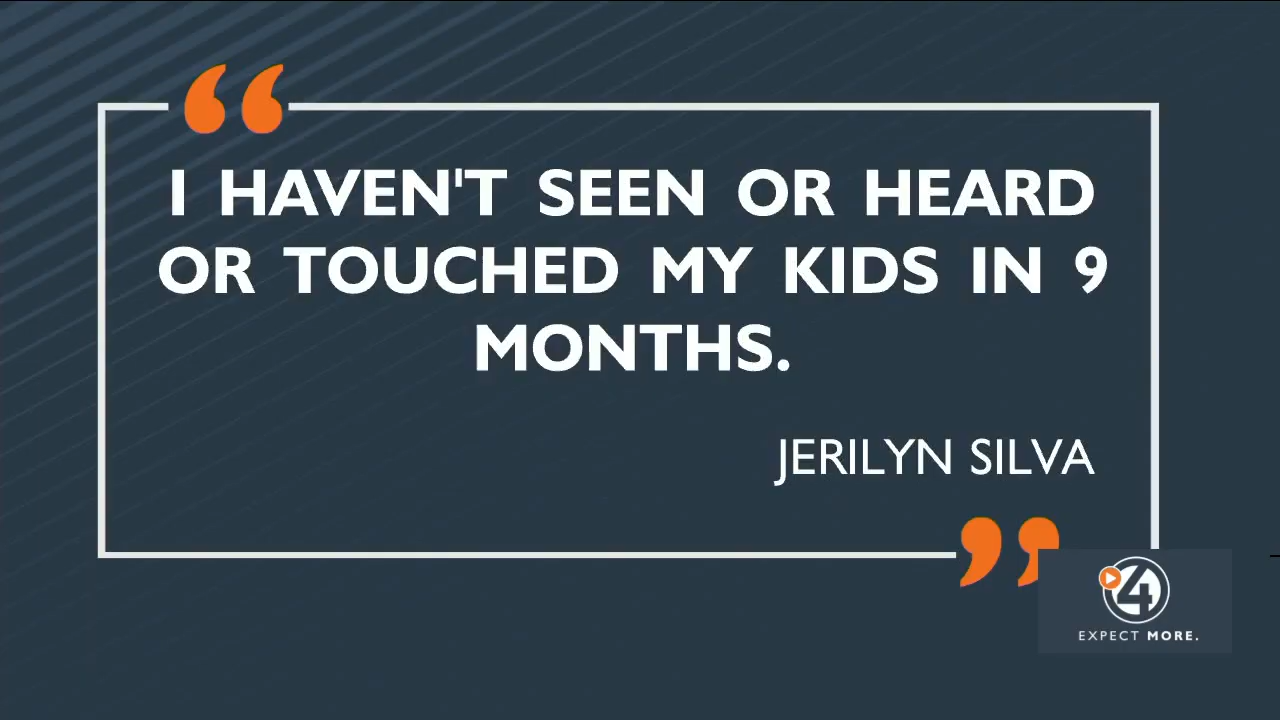 “
I HAVEN'T SEEN OR HEARD
OR TOUCHED MY KIDS IN 9
MONTHS.
JERILYN SILVA
”
4
EXPECT MORE.